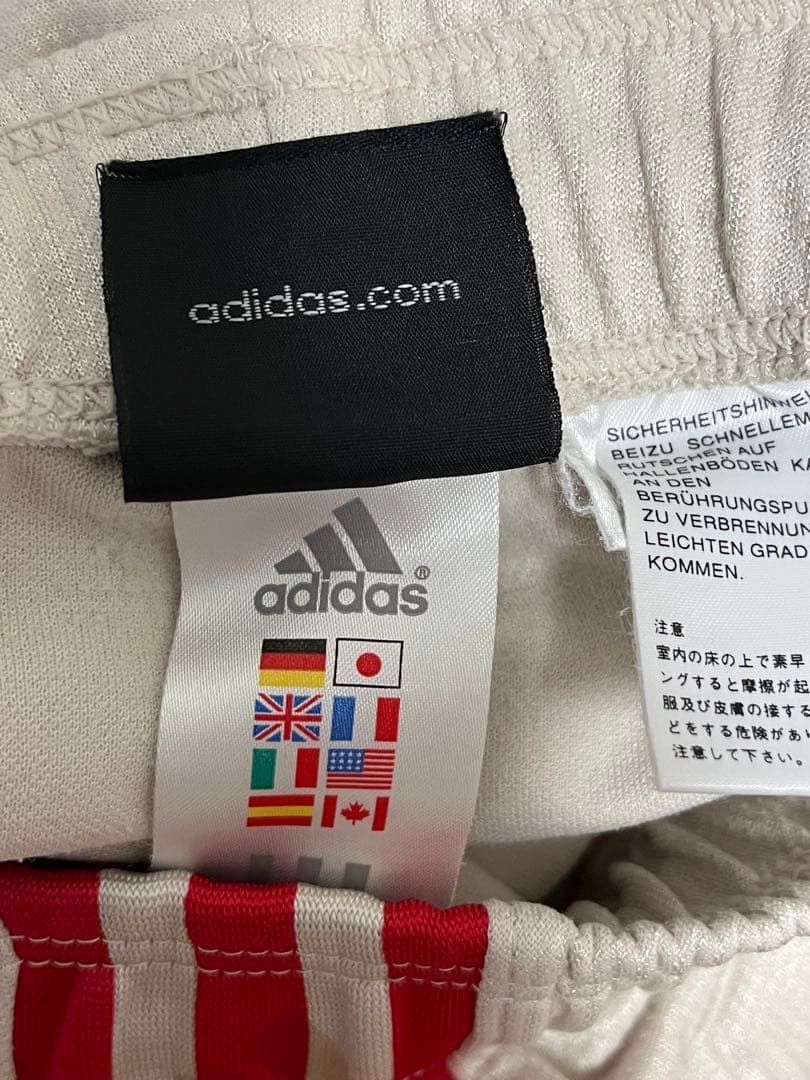 adidas.com
adidas®
SICHERHEITSHINWEI
BEIZU SCHNELLEM
RUTSCHEN AUF
HALLENBÖDEN KA
AN DEN
BERÜHRUNGSPU
ZU VERBRENNUN
LEICHTEN GRAD
KOMMEN.
注意
室内の床の上で素早
ングすると摩擦が起
服及び皮膚の接する
どをする危険があり
注意して下さい。